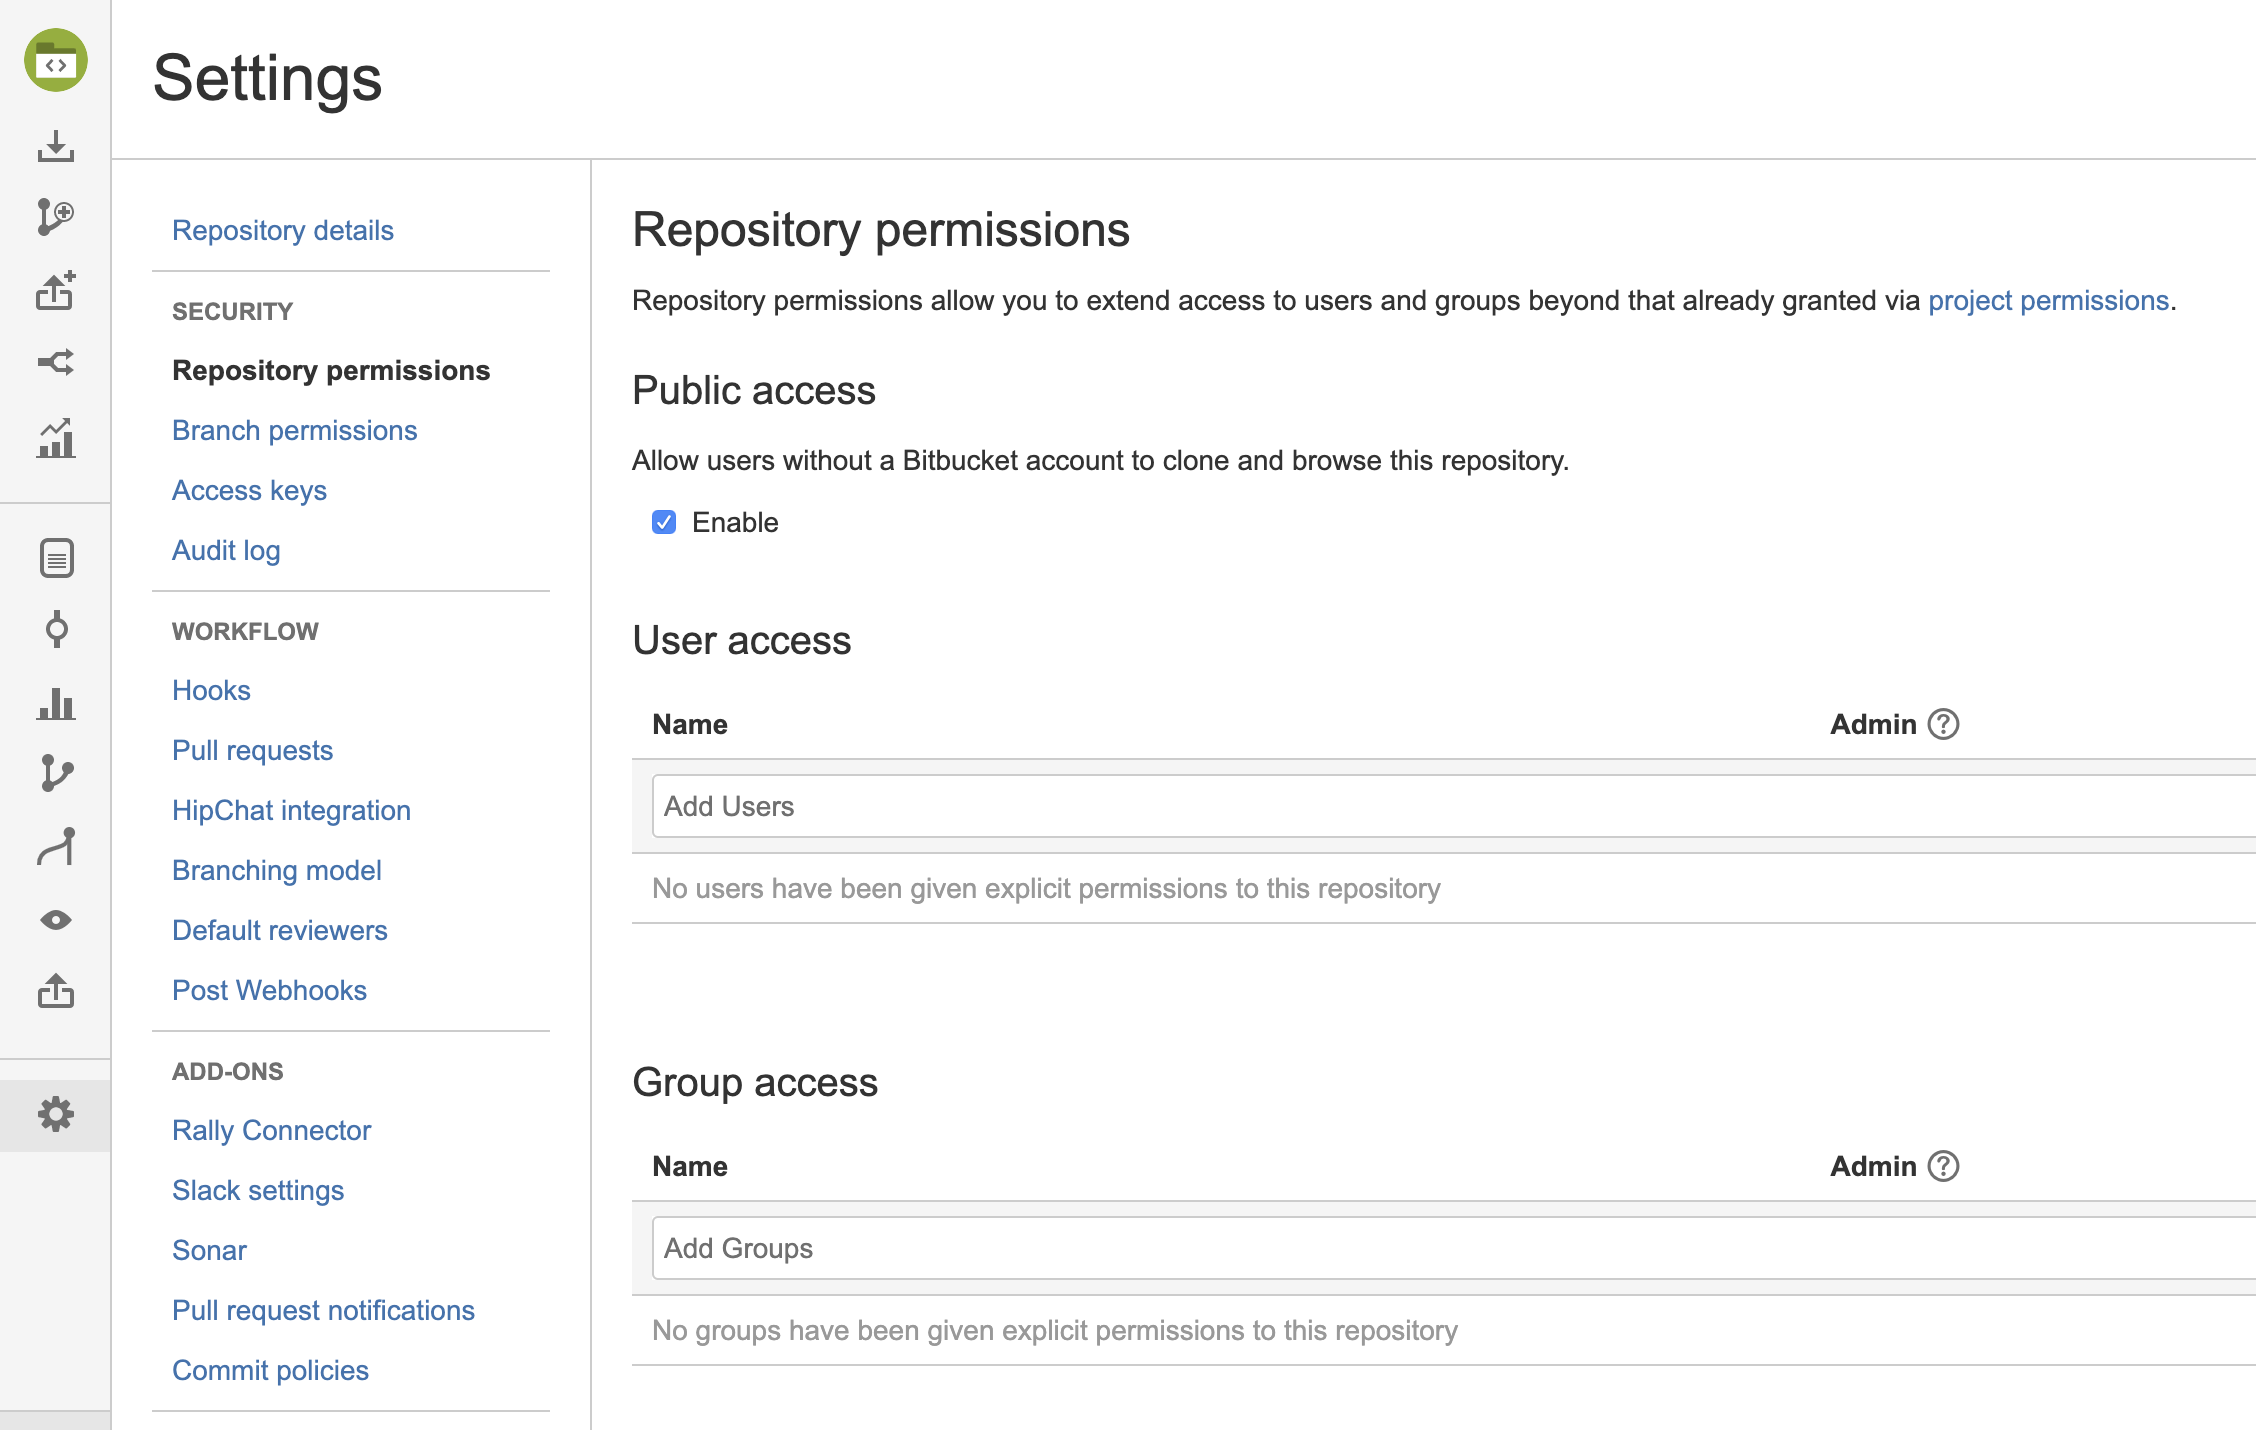 Settings
Repository details
SECURITY
Repository permissions
Branch permissions
Access keys
Audit log
WORKFLOW
Hooks
Pull requests
HipChat integration
Branching model
Default reviewers
Post Webhooks
ADD-ONS
Rally Connector
Slack settings
Sonar
Pull request notifications
Commit policies
Repository permissions
Repository permissions allow you to extend access to users and groups beyond that already granted via project permissions.
Public access
Allow users without a Bitbucket account to clone and browse this repository.
Enable
User access
Name Admin ?
Add Users
No users have been given explicit permissions to this repository
Group access
Name Admin ?
Add Groups
No groups have been given explicit permissions to this repository